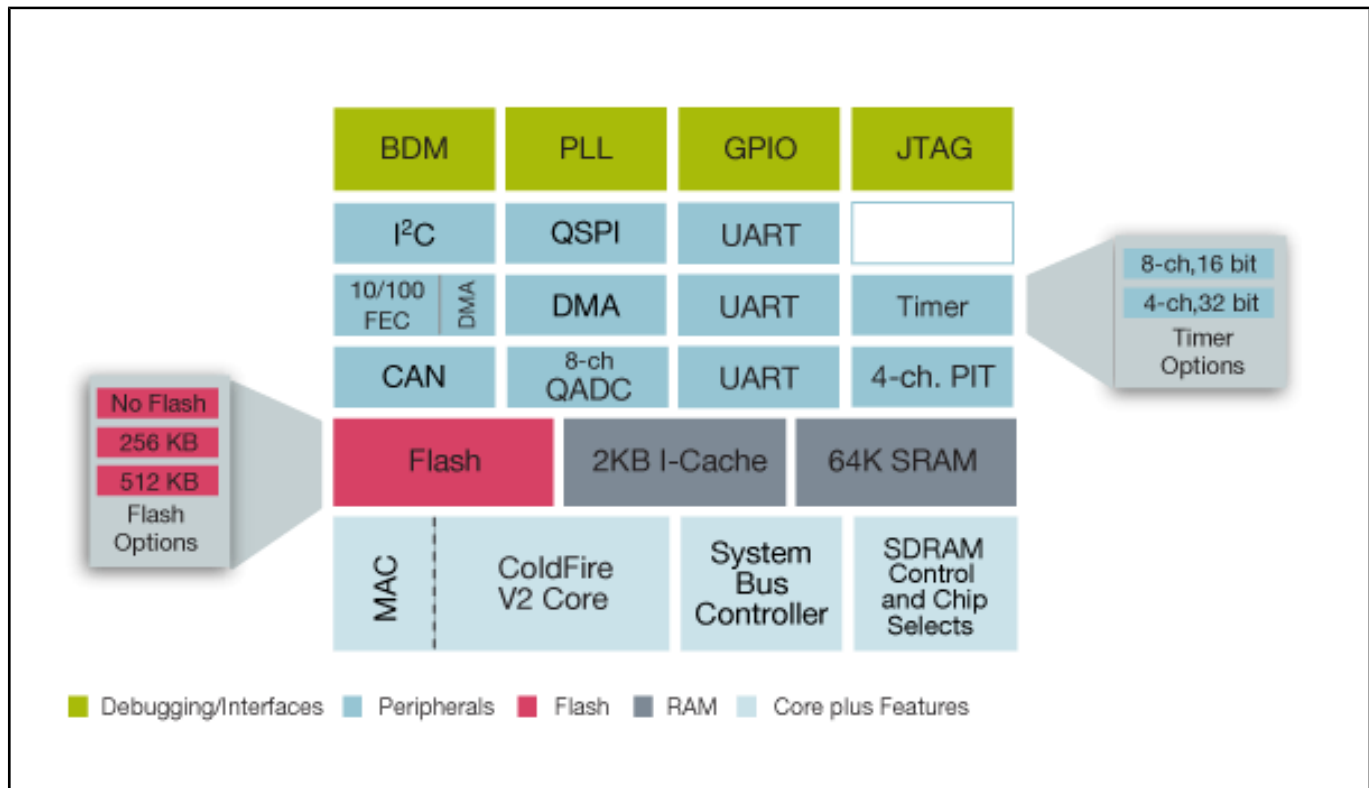 BDM
PLL
GPIO
JTAG
I²C
QSPI
UART
10/100
FEC
DMA
DMA
UART
Timer
CAN
8-ch
QADC
UART
4-ch. PIT
8-ch,16 bit
4-ch,32 bit
Timer
Options
No Flash
256 KB
512 KB
Flash
Options
Flash
2KB I-Cache
64K SRAM
MAC
ColdFire
V2 Core
System
Bus
Controller
SDRAM
Control
and Chip
Selects
Debugging/Interfaces
Peripherals
Flash
RAM
Core plus Features